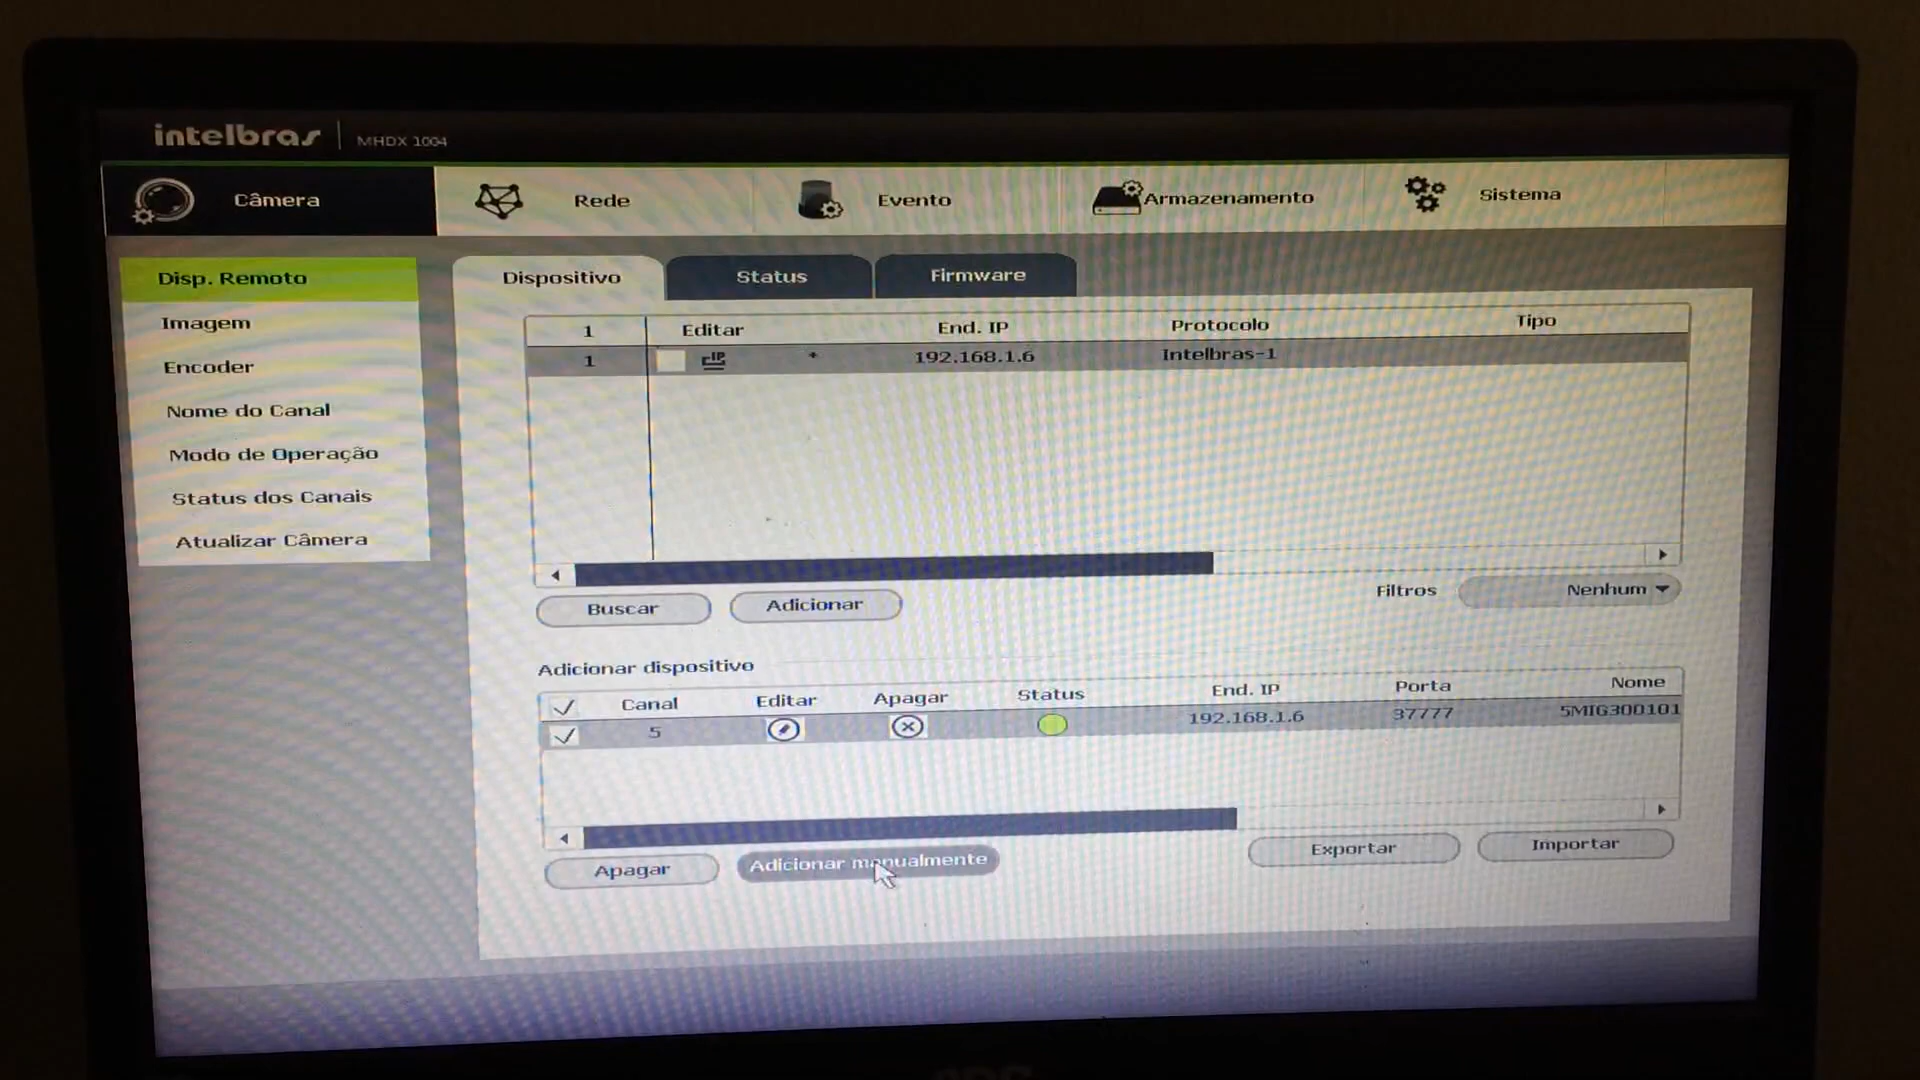 intelbras MHDX 1004
Câmera Rede Evento Armazenamento Sistema
Disp. Remoto
Imagem
Encoder
Nome do Canal
Modo de Operação
Status dos Canais
Atualizar Câmera
Dispositivo Status Firmware
1 Editar End. IP Protocolo Tipo
1 IP * 192.168.1.6 Intelbras-1
Buscar Adicionar Filtros Nenhum
Adicionar dispositivo
Canal Editar Apagar Status End. IP Porta Nome
5 192.168.1.6 37777 5MIG300101
Apagar Adicionar manualmente Exportar Importar